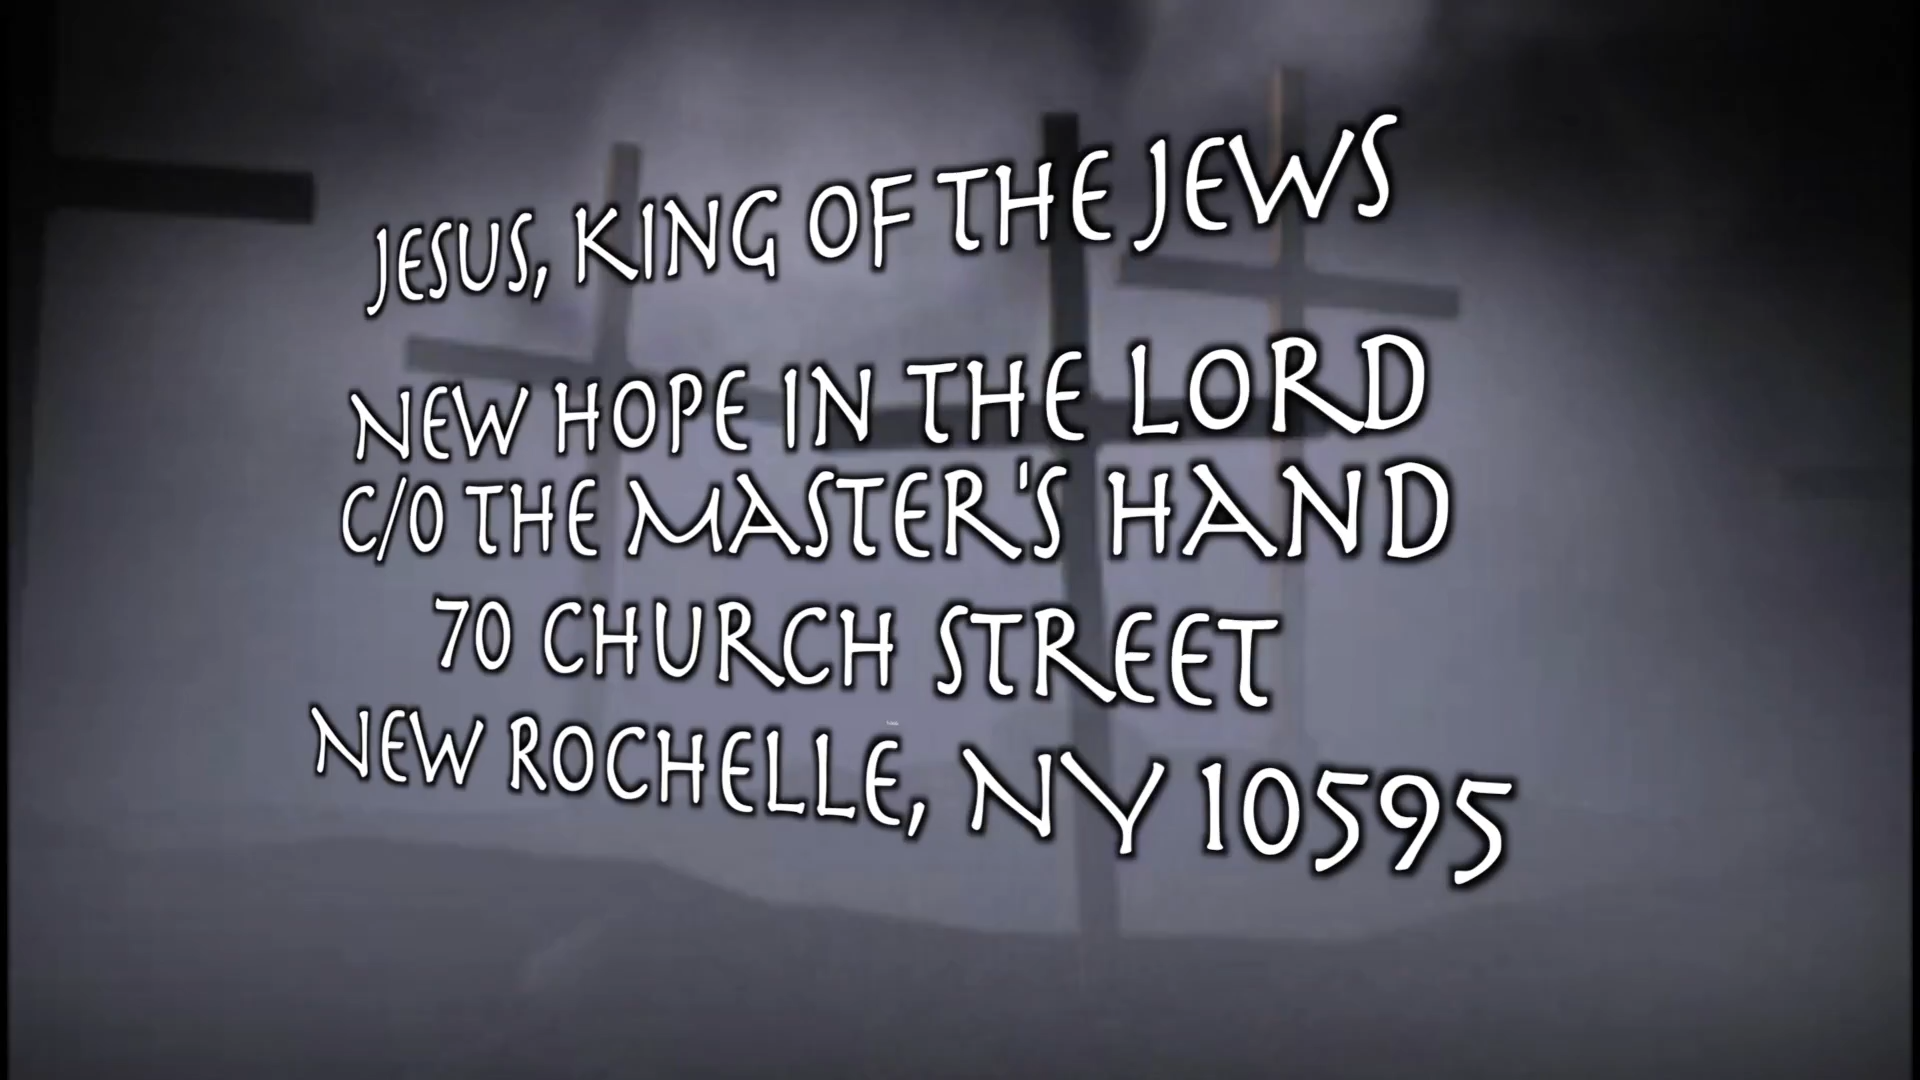 JESUS, KING OF THE JEWS
NEW HOPE IN THE LORD
C/O THE MASTER'S HAND
70 CHURCH STREET
NEW ROCHELLE, NY 10595